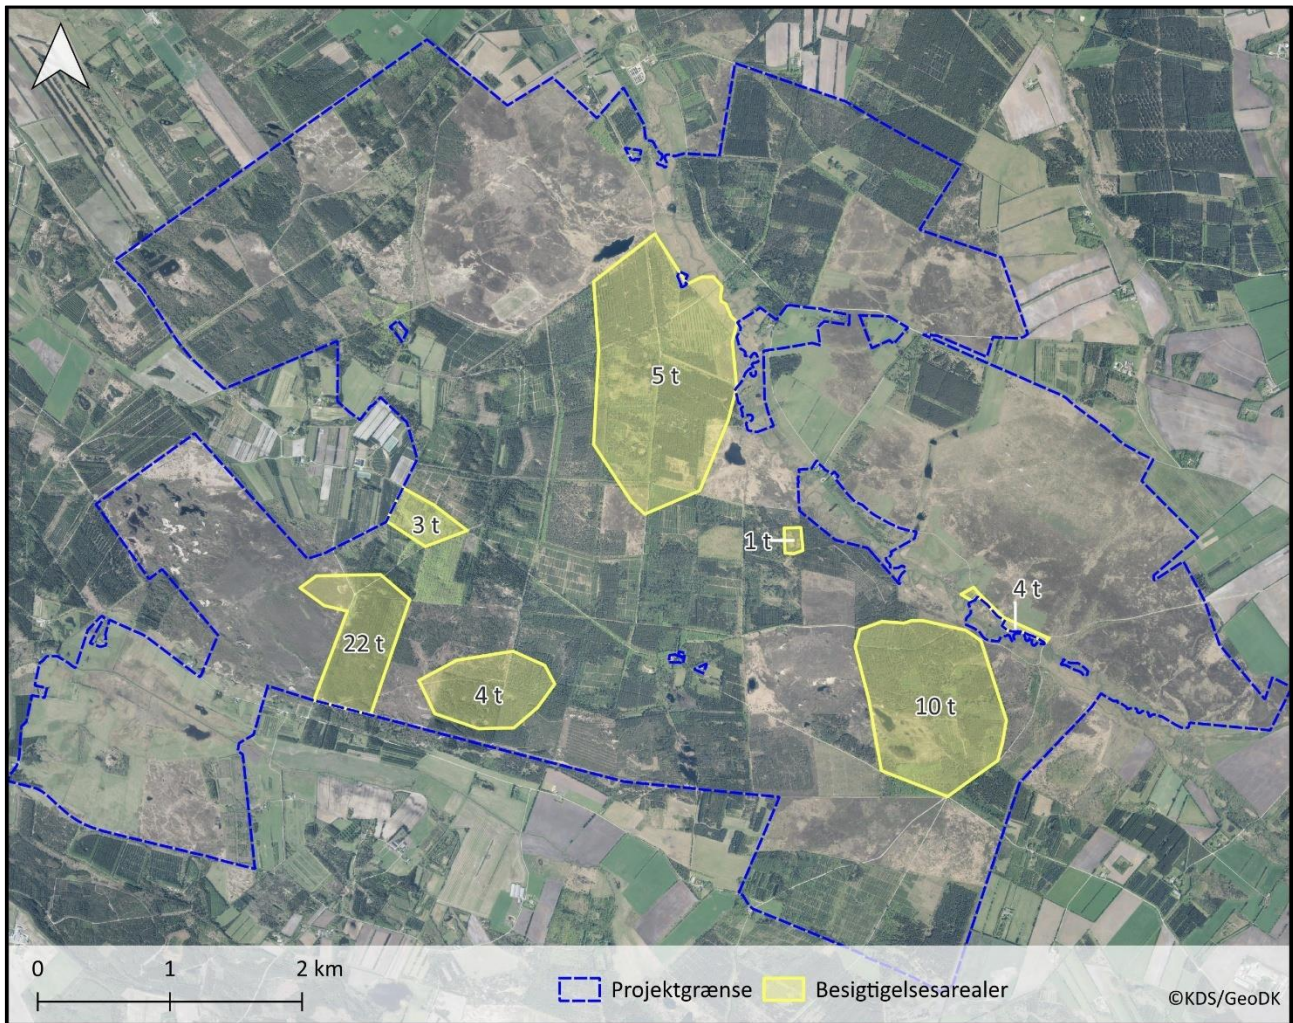 5 t
3 t
1 t
4 t
22 t
4 t
10 t
0 1 2 km
Projektgrænse
Besigtigelsesarealer
©KDS/GeoDK